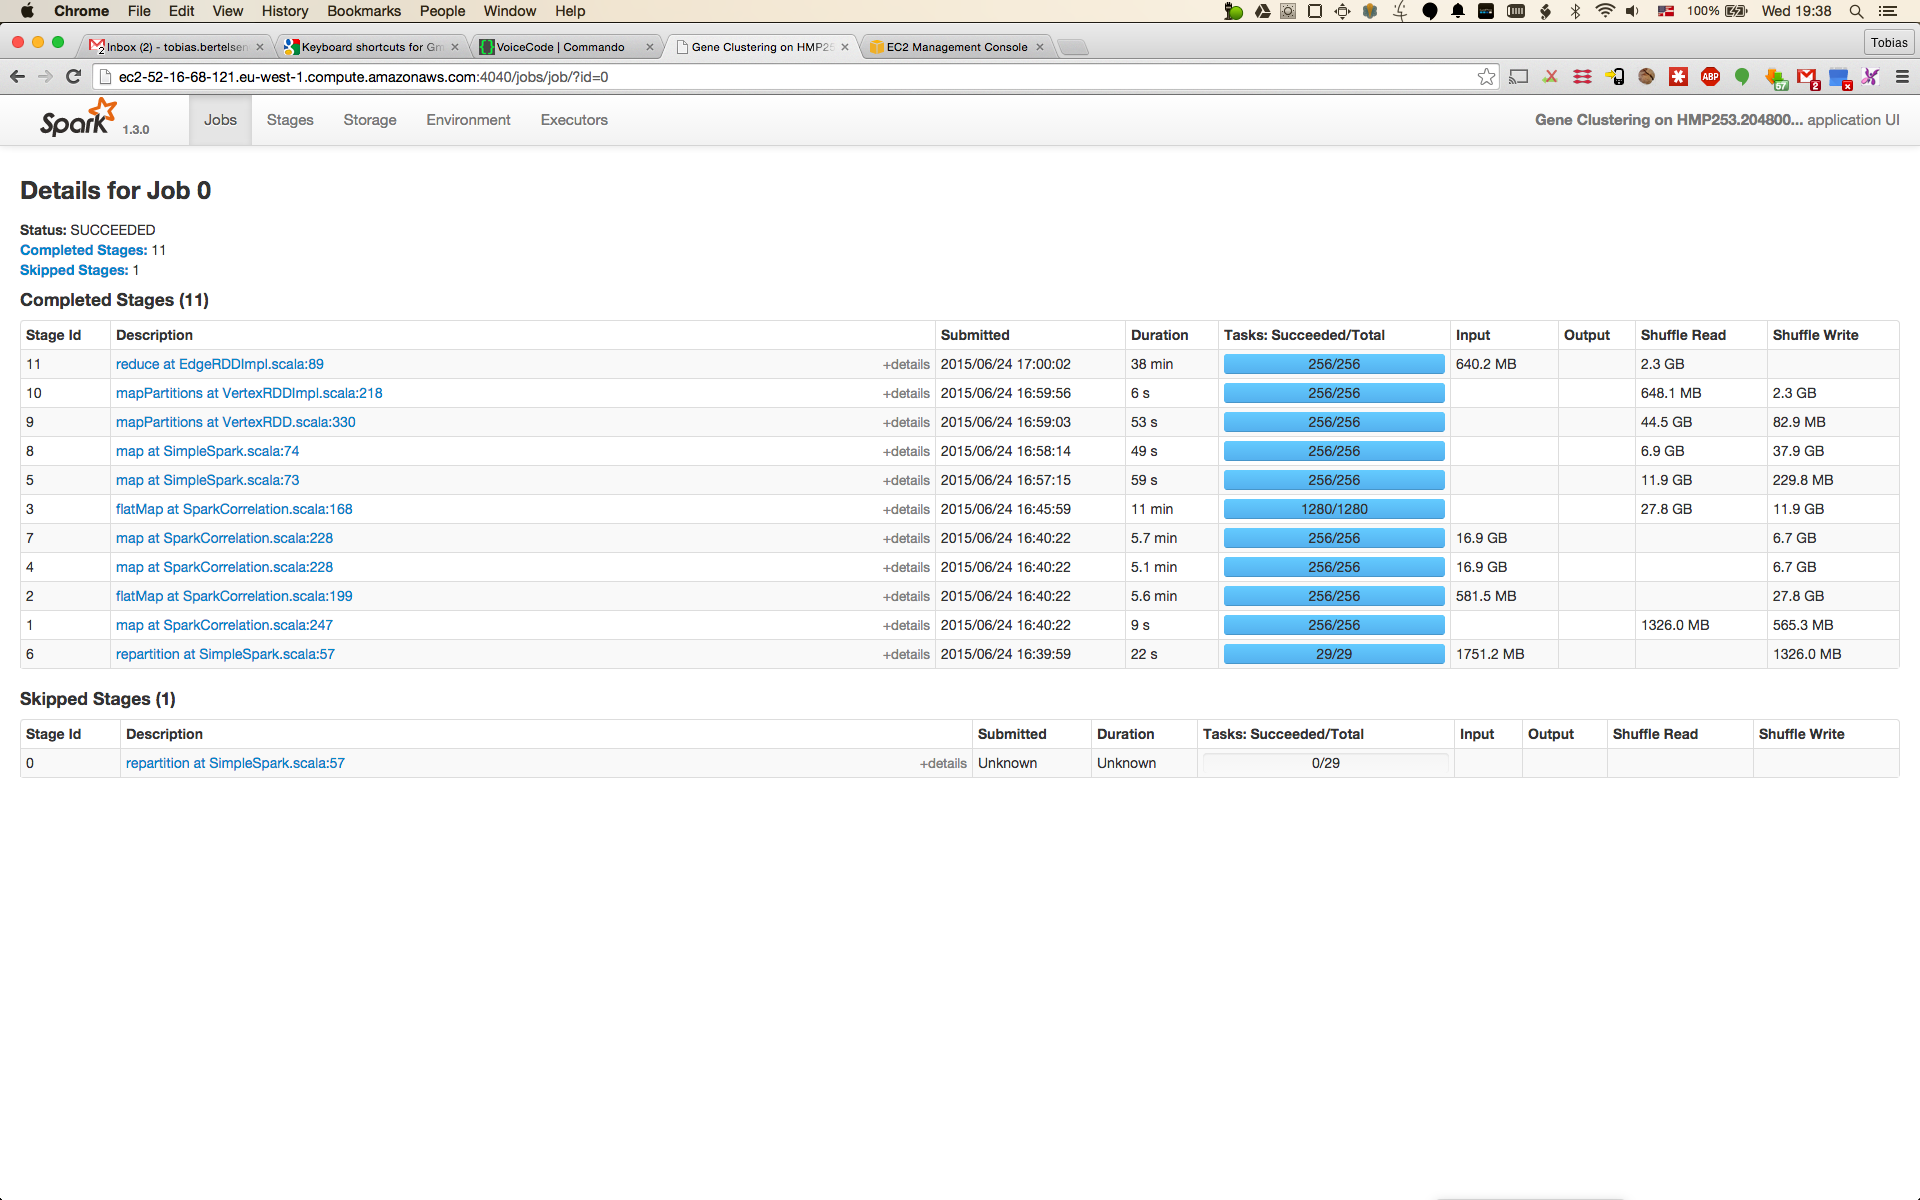 Chrome File Edit View History Bookmarks People Window Help 100% Wed 19:38
Inbox (2) - tobias.bertelsen Keyboard shortcuts for Gm VoiceCode | Commando Gene Clustering on HMP25 EC2 Management Console Tobias
ec2-52-16-68-121.eu-west-1.compute.amazonaws.com:4040/jobs/job/?id=0
Spark 1.3.0 Jobs Stages Storage Environment Executors Gene Clustering on HMP253.204800... application UI
Details for Job 0
Status: SUCCEEDED
Completed Stages: 11
Skipped Stages: 1
Completed Stages (11)
Stage Id Description Submitted Duration Tasks: Succeeded/Total Input Output Shuffle Read Shuffle Write
11 reduce at EdgeRDDImpl.scala:89 +details 2015/06/24 17:00:02 38 min 256/256 640.2 MB 2.3 GB
10 mapPartitions at VertexRDDImpl.scala:218 +details 2015/06/24 16:59:56 6 s 256/256 648.1 MB 2.3 GB
9 mapPartitions at VertexRDD.scala:330 +details 2015/06/24 16:59:03 53 s 256/256 44.5 GB 82.9 MB
8 map at SimpleSpark.scala:74 +details 2015/06/24 16:58:14 49 s 256/256 6.9 GB 37.9 GB
5 map at SimpleSpark.scala:73 +details 2015/06/24 16:57:15 59 s 256/256 11.9 GB 229.8 MB
3 flatMap at SparkCorrelation.scala:168 +details 2015/06/24 16:45:59 11 min 1280/1280 27.8 GB 11.9 GB
7 map at SparkCorrelation.scala:228 +details 2015/06/24 16:40:22 5.7 min 256/256 16.9 GB 6.7 GB
4 map at SparkCorrelation.scala:228 +details 2015/06/24 16:40:22 5.1 min 256/256 16.9 GB 6.7 GB
2 flatMap at SparkCorrelation.scala:199 +details 2015/06/24 16:40:22 5.6 min 256/256 581.5 MB 27.8 GB
1 map at SparkCorrelation.scala:247 +details 2015/06/24 16:40:22 9 s 256/256 1326.0 MB 565.3 MB
6 repartition at SimpleSpark.scala:57 +details 2015/06/24 16:39:59 22 s 29/29 1751.2 MB 1326.0 MB
Skipped Stages (1)
Stage Id Description Submitted Duration Tasks: Succeeded/Total Input Output Shuffle Read Shuffle Write
0 repartition at SimpleSpark.scala:57 +details Unknown Unknown 0/29